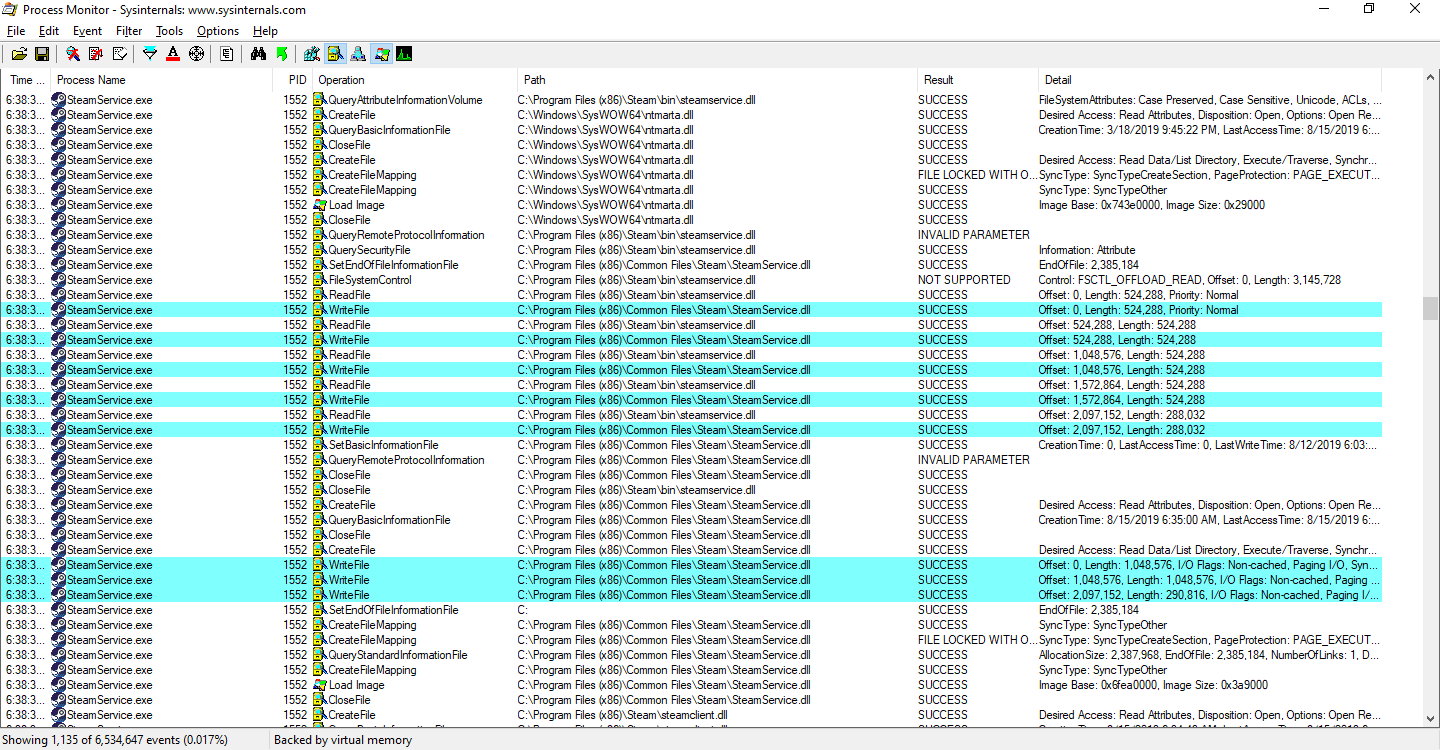 Process Monitor - Sysinternals: www.sysinternals.com
File Edit Event Filter Tools Options Help
Time ... Process Name PID Operation Path Result Detail
6:38:3... SteamService.exe 1552 QueryAttributeInformationVolume C:\Program Files (x86)\Steam\bin\steamservice.dll SUCCESS FileSystemAttributes: Case Preserved, Case Sensitive, Unicode, ACLs, ...
6:38:3... SteamService.exe 1552 CreateFile C:\Windows\SysWOW64\ntmarta.dll SUCCESS Desired Access: Read Attributes, Disposition: Open, Options: Open Re...
6:38:3... SteamService.exe 1552 QueryBasicInformationFile C:\Windows\SysWOW64\ntmarta.dll SUCCESS CreationTime: 3/18/2019 9:45:22 PM, LastAccessTime: 8/15/2019 6:...
6:38:3... SteamService.exe 1552 CloseFile C:\Windows\SysWOW64\ntmarta.dll SUCCESS
6:38:3... SteamService.exe 1552 CreateFile C:\Windows\SysWOW64\ntmarta.dll SUCCESS Desired Access: Read Data/List Directory, Execute/Traverse, Synchr...
6:38:3... SteamService.exe 1552 CreateFileMapping C:\Windows\SysWOW64\ntmarta.dll FILE LOCKED WITH O... SyncType: SyncTypeCreateSection, PageProtection: PAGE_EXECUT...
6:38:3... SteamService.exe 1552 CreateFileMapping C:\Windows\SysWOW64\ntmarta.dll SUCCESS SyncType: SyncTypeOther
6:38:3... SteamService.exe 1552 Load Image C:\Windows\SysWOW64\ntmarta.dll SUCCESS Image Base: 0x743e0000, Image Size: 0x29000
6:38:3... SteamService.exe 1552 CloseFile C:\Windows\SysWOW64\ntmarta.dll SUCCESS
6:38:3... SteamService.exe 1552 QueryRemoteProtocolInformation C:\Program Files (x86)\Steam\bin\steamservice.dll INVALID PARAMETER
6:38:3... SteamService.exe 1552 QuerySecurityFile C:\Program Files (x86)\Steam\bin\steamservice.dll SUCCESS Information: Attribute
6:38:3... SteamService.exe 1552 SetEndOfFileInformationFile C:\Program Files (x86)\Common Files\Steam\SteamService.dll SUCCESS EndOfFile: 2,385,184
6:38:3... SteamService.exe 1552 FileSystemControl C:\Program Files (x86)\Steam\bin\steamservice.dll NOT SUPPORTED Control: FSCTL_OFFLOAD_READ, Offset: 0, Length: 3,145,728
6:38:3... SteamService.exe 1552 ReadFile C:\Program Files (x86)\Steam\bin\steamservice.dll SUCCESS Offset: 0, Length: 524,288, Priority: Normal
6:38:3... SteamService.exe 1552 WriteFile C:\Program Files (x86)\Common Files\Steam\SteamService.dll SUCCESS Offset: 0, Length: 524,288, Priority: Normal
6:38:3... SteamService.exe 1552 ReadFile C:\Program Files (x86)\Steam\bin\steamservice.dll SUCCESS Offset: 524,288, Length: 524,288
6:38:3... SteamService.exe 1552 WriteFile C:\Program Files (x86)\Common Files\Steam\SteamService.dll SUCCESS Offset: 524,288, Length: 524,288
6:38:3... SteamService.exe 1552 ReadFile C:\Program Files (x86)\Steam\bin\steamservice.dll SUCCESS Offset: 1,048,576, Length: 524,288
6:38:3... SteamService.exe 1552 WriteFile C:\Program Files (x86)\Common Files\Steam\SteamService.dll SUCCESS Offset: 1,048,576, Length: 524,288
6:38:3... SteamService.exe 1552 ReadFile C:\Program Files (x86)\Steam\bin\steamservice.dll SUCCESS Offset: 1,572,864, Length: 524,288
6:38:3... SteamService.exe 1552 WriteFile C:\Program Files (x86)\Common Files\Steam\SteamService.dll SUCCESS Offset: 1,572,864, Length: 524,288
6:38:3... SteamService.exe 1552 ReadFile C:\Program Files (x86)\Steam\bin\steamservice.dll SUCCESS Offset: 2,097,152, Length: 288,032
6:38:3... SteamService.exe 1552 WriteFile C:\Program Files (x86)\Common Files\Steam\SteamService.dll SUCCESS Offset: 2,097,152, Length: 288,032
6:38:3... SteamService.exe 1552 SetBasicInformationFile C:\Program Files (x86)\Common Files\Steam\SteamService.dll SUCCESS CreationTime: 0, LastAccessTime: 0, LastWriteTime: 8/12/2019 6:03:...
6:38:3... SteamService.exe 1552 QueryRemoteProtocolInformation C:\Program Files (x86)\Common Files\Steam\SteamService.dll INVALID PARAMETER
6:38:3... SteamService.exe 1552 CloseFile C:\Program Files (x86)\Common Files\Steam\SteamService.dll SUCCESS
6:38:3... SteamService.exe 1552 CloseFile C:\Program Files (x86)\Steam\bin\steamservice.dll SUCCESS
6:38:3... SteamService.exe 1552 CreateFile C:\Program Files (x86)\Common Files\Steam\SteamService.dll SUCCESS Desired Access: Read Attributes, Disposition: Open, Options: Open Re...
6:38:3... SteamService.exe 1552 QueryBasicInformationFile C:\Program Files (x86)\Common Files\Steam\SteamService.dll SUCCESS CreationTime: 8/15/2019 6:35:00 AM, LastAccessTime: 8/15/2019 6:...
6:38:3... SteamService.exe 1552 CloseFile C:\Program Files (x86)\Common Files\Steam\SteamService.dll SUCCESS
6:38:3... SteamService.exe 1552 CreateFile C:\Program Files (x86)\Common Files\Steam\SteamService.dll SUCCESS Desired Access: Read Data/List Directory, Execute/Traverse, Synchr...
6:38:3... SteamService.exe 1552 WriteFile C:\Program Files (x86)\Common Files\Steam\SteamService.dll SUCCESS Offset: 0, Length: 1,048,576, I/O Flags: Non-cached, Paging I/O, Syn...
6:38:3... SteamService.exe 1552 WriteFile C:\Program Files (x86)\Common Files\Steam\SteamService.dll SUCCESS Offset: 1,048,576, Length: 1,048,576, I/O Flags: Non-cached, Paging ...
6:38:3... SteamService.exe 1552 WriteFile C:\Program Files (x86)\Common Files\Steam\SteamService.dll SUCCESS Offset: 2,097,152, Length: 290,816, I/O Flags: Non-cached, Paging I/...
6:38:3... SteamService.exe 1552 SetEndOfFileInformationFile C: SUCCESS EndOfFile: 2,385,184
6:38:3... SteamService.exe 1552 CreateFileMapping C:\Program Files (x86)\Common Files\Steam\SteamService.dll SUCCESS SyncType: SyncTypeOther
6:38:3... SteamService.exe 1552 CreateFileMapping C:\Program Files (x86)\Common Files\Steam\SteamService.dll FILE LOCKED WITH O... SyncType: SyncTypeCreateSection, PageProtection: PAGE_EXECUT...
6:38:3... SteamService.exe 1552 QueryStandardInformationFile C:\Program Files (x86)\Common Files\Steam\SteamService.dll SUCCESS AllocationSize: 2,387,968, EndOfFile: 2,385,184, NumberOfLinks: 1, D...
6:38:3... SteamService.exe 1552 CreateFileMapping C:\Program Files (x86)\Common Files\Steam\SteamService.dll SUCCESS SyncType: SyncTypeOther
6:38:3... SteamService.exe 1552 Load Image C:\Program Files (x86)\Common Files\Steam\SteamService.dll SUCCESS Image Base: 0x6fea0000, Image Size: 0x3a9000
6:38:3... SteamService.exe 1552 CloseFile C:\Program Files (x86)\Common Files\Steam\SteamService.dll SUCCESS
6:38:3... SteamService.exe 1552 CreateFile C:\Program Files (x86)\Steam\steamclient.dll SUCCESS Desired Access: Read Attributes, Disposition: Open, Options: Open Re...
Showing 1,135 of 6,534,647 events (0.017%) Backed by virtual memory